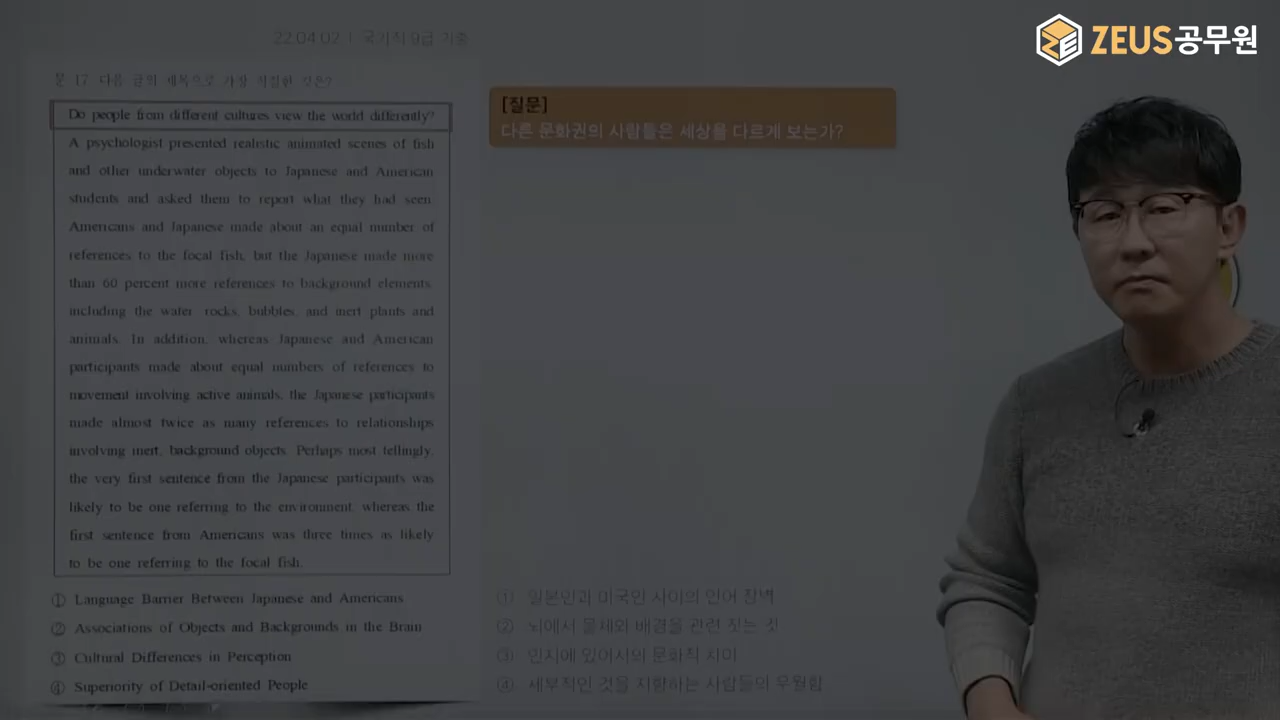 ZEUS공무원
22.04.02 | 국가직 9급 기출
문 17. 다음 글의 제목으로 가장 적절한 것은?
Do people from different cultures view the world differently?
A psychologist presented realistic animated scenes of fish
and other underwater objects to Japanese and American
students and asked them to report what they had seen.
Americans and Japanese made about an equal number of
references to the focal fish, but the Japanese made more
than 60 percent more references to background elements,
including the water, rocks, bubbles, and inert plants and
animals. In addition, whereas Japanese and American
participants made about equal numbers of references to
movement involving active animals, the Japanese participants
made almost twice as many references to relationships
involving inert, background objects. Perhaps most tellingly,
the very first sentence from the Japanese participants was
likely to be one referring to the environment, whereas the
first sentence from Americans was three times as likely
to be one referring to the focal fish.
① Language Barrier Between Japanese and Americans
② Associations of Objects and Backgrounds in the Brain
③ Cultural Differences in Perception
④ Superiority of Detail-oriented People
[질문]
다른 문화권의 사람들은 세상을 다르게 보는가?
① 일본인과 미국인 사이의 언어 장벽
② 뇌에서 물체와 배경을 관련 짓는 것
③ 인지에 있어서의 문화적 차이
④ 세부적인 것을 지향하는 사람들의 우월함